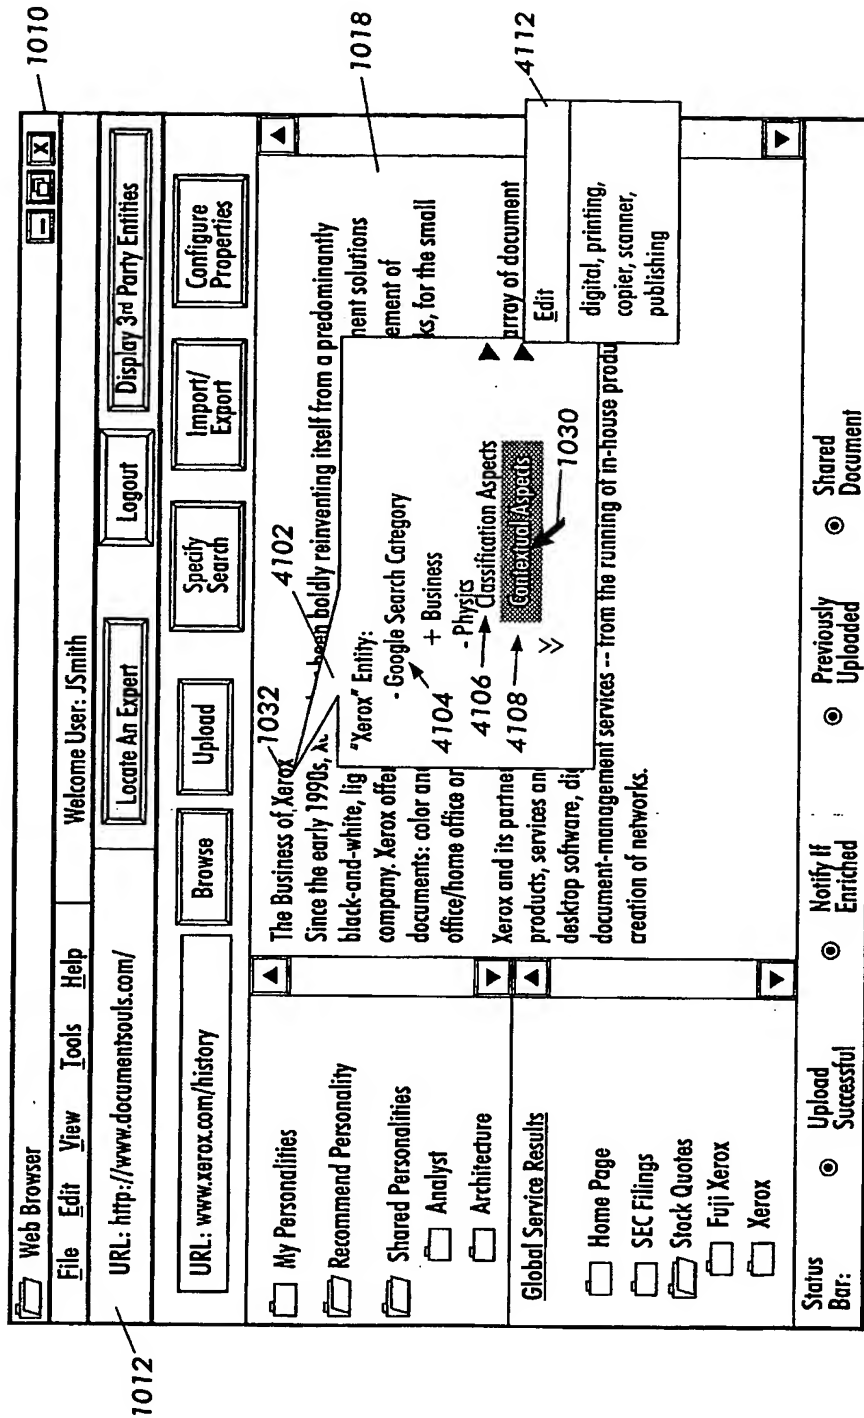 1010
Web Browser
File Edit View Tools Help
Welcome User: JSmith
1012
URL: http://www.documentsouls.com/
Locate An Expert
Logout
Display 3rd Party Entities
URL: www.xerox.com/history
Browse
Upload
Specify
Search
Import/
Export
Configure
Properties
My Personalities
Recommend Personality
Shared Personalities
Analyst
Architecture
Global Service Results
Home Page
SEC Filings
Stock Quotes
Fuji Xerox
Xerox
1032
4102
1018
The Business of Xerox
Since the early 1990s, been boldly reinventing itself from a predominantly
black-and-white, lig ment solutions
company. Xerox offer ement of
documents: color and ks, for the small
office/home office or
Xerox and its partner array of document
products, services an
desktop software, dig
document-management services -- from the running of in-house produ
creation of networks.
"Xerox" Entity:
- Google Search Category
4104
+ Business
- Physics
4106
Classification Aspects
4108
Contextual Aspects
1030
4112
Edit
digital, printing,
copier, scanner,
publishing
Status
Bar:
Upload
Successful
Notify If
Enriched
Previously
Uploaded
Shared
Document